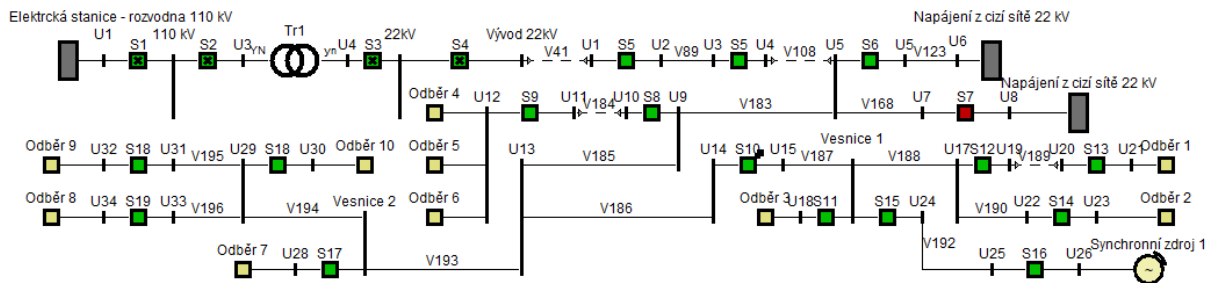 Elektrcká stanice - rozvodna 110 kV
Napájení z cizí sítě 22 kV
U1 S1 110 kV S2 U3 YN Tr1 yn U4 S3 22kV S4 Vývod 22kV V41 U1 S5 U2 V89 U3 S5 U4 V108 U5 S6 U5 V123 U6
Napájení z cizí sítě 22 kV
Odběr 4 U12 S9 U11 V184 U10 S8 U9 V183 V168 U7 S7 U8
Odběr 9 U32 S18 U31 V195 U29 S18 U30 Odběr 10 Odběr 5 U13 V185 U14 S10 U15 V187 Vesnice 1 V188 U17 S12 U19 V189 U20 S13 U21 Odběr 1
Odběr 8 U34 S19 U33 V196 V194 Vesnice 2 Odběr 6 V186 Odběr 3 U18 S11 S15 U24 V190 U22 S14 U23 Odběr 2
Odběr 7 U28 S17 V193 V192 U25 S16 U26 Synchronní zdroj 1
~